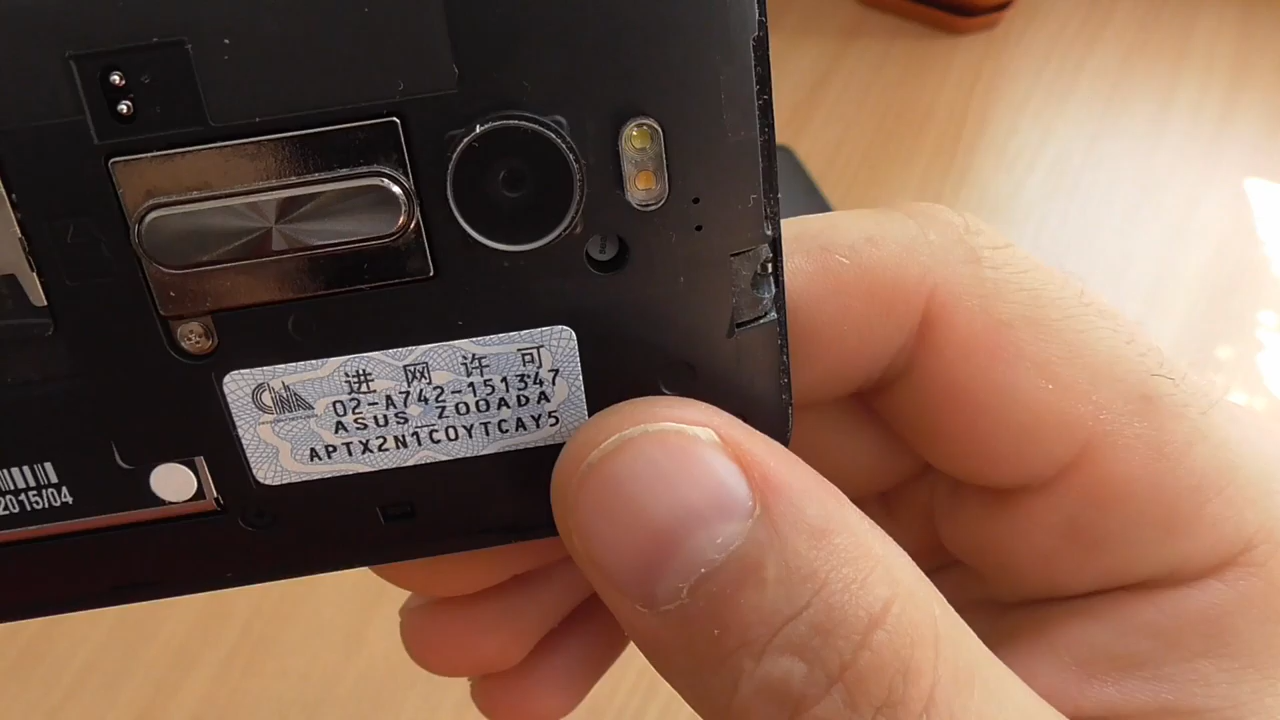 进网许可
02-A742-151347
ASUS_Z00ADA
APTX2N1C0YTCAY5
2015/04